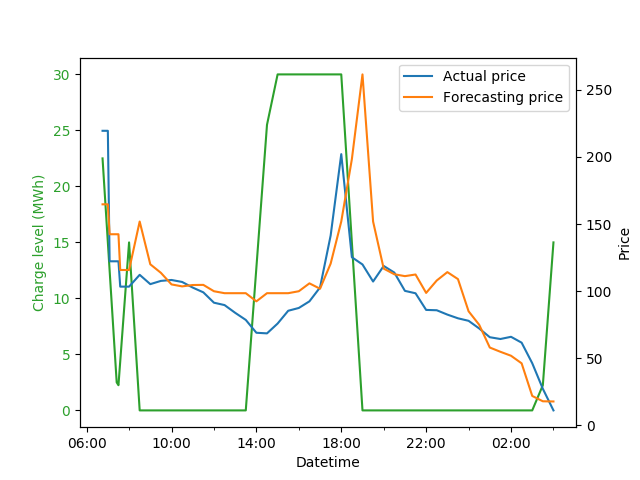 Actual price
Forecasting price
30
25
20
15
10
5
0
Charge level (MWh)
250
200
150
100
50
0
Price
06:00 10:00 14:00 18:00 22:00 02:00
Datetime